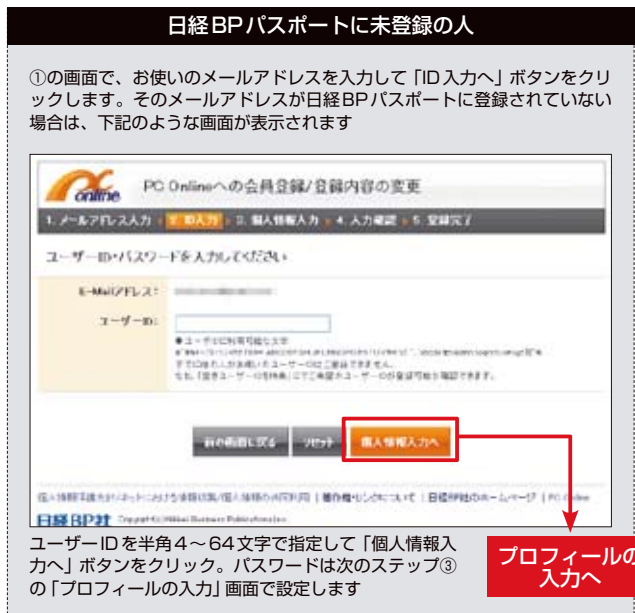 日経BPパスポートに未登録の人
①の画面で、お使いのメールアドレスを入力して「ID入力へ」ボタンをクリ
ックします。そのメールアドレスが日経BPパスポートに登録されていない
場合は、下記のような画面が表示されます
online PC Onlineへの会員登録/登録内容の変更
1. メールアドレス入力 2. ID入力 3. 個人情報入力 4. 入力確認 5. 登録完了
ユーザーID・パスワードを入力してください
E-Mailアドレス:
ユーザーID:
前の画面に戻る リセット 個人情報入力へ
日経BP社
ユーザーIDを半角4~64文字で指定して「個人情報入
力へ」ボタンをクリック。パスワードは次のステップ③
の「プロフィールの入力」画面で設定します
プロフィールの
入力へ